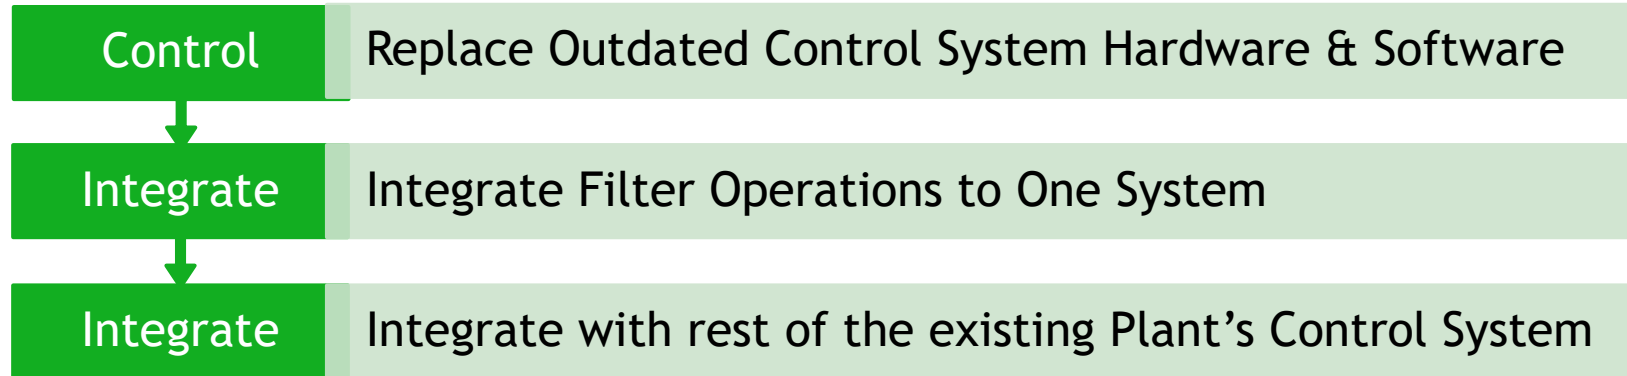 Control
Replace Outdated Control System Hardware & Software
Integrate
Integrate Filter Operations to One System
Integrate
Integrate with rest of the existing Plant’s Control System